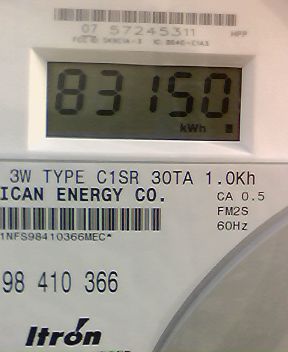 07 57245311
83150
kWh
3W TYPE C1SR 30TA 1.0Kh
ICAN ENERGY CO.
CA 0.5
FM2S
60Hz
1NFS98410366MEC*
98 410 366
Itrón